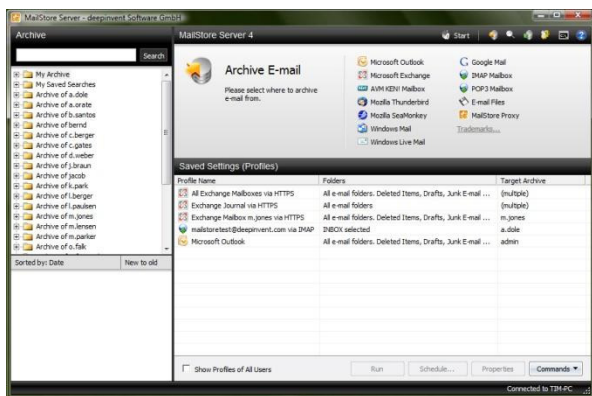 MailStore Server - deepinvent Software GmbH
Archive
MailStore Server 4
Start
Search
My Archive
My Saved Searches
Archive of a.dole
Archive of a.orate
Archive of b.santos
Archive of bernd
Archive of c.berger
Archive of c.gates
Archive of d.weber
Archive of j.braun
Archive of jacob
Archive of k.park
Archive of l.berger
Archive of l.paulsen
Archive of m.jones
Archive of m.lensen
Archive of m.parker
Archive of o.falk
Sorted by: Date
New to old
Archive E-mail
Please select where to archive
e-mail from.
Microsoft Outlook
Microsoft Exchange
AVM KEN! Mailbox
Mozilla Thunderbird
Mozilla SeaMonkey
Windows Mail
Windows Live Mail
Google Mail
IMAP Mailbox
POP3 Mailbox
E-mail Files
MailStore Proxy
Trademarks...
Saved Settings (Profiles)
Profile Name Folders Target Archive
All Exchange Mailboxes via HTTPS All e-mail folders. Deleted Items, Drafts, Junk E-mail ... (multiple)
Exchange Journal via HTTPS All e-mail folders (multiple)
Exchange Mailbox m.jones via HTTPS All e-mail folders. Deleted Items, Drafts, Junk E-mail ... m.jones
mailstoretest@deepinvent.com via IMAP INBOX selected a.dole
Microsoft Outlook All e-mail folders. Deleted Items, Drafts, Junk E-mail ... admin
Show Profiles of All Users
Run
Schedule...
Properties
Commands
Connected to TIM-PC